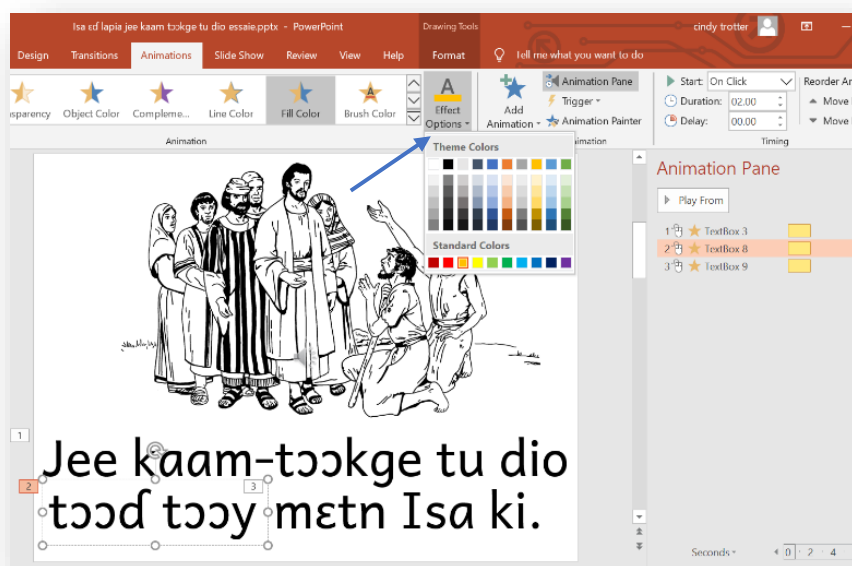 Isa ɛɗ lapia jee kaam tɔɔkge tu dio essaie.pptx - PowerPoint
Drawing Tools
cindy trotter
Design Transitions Animations Slide Show Review View Help Format Tell me what you want to do
sparency Object Color Compleme... Line Color Fill Color Brush Color
Effect Options
Add Animation
Animation Pane
Trigger
Animation Painter
Start: On Click
Duration: 02.00
Delay: 00.00
Reorder An
Move
Move
Animation
nimation
Timing
Theme Colors
Standard Colors
Animation Pane
Play From
1 TextBox 3
2 TextBox 8
3 TextBox 9
1
Jee kaam-tɔɔkge tu dio
2
3
tɔɔɗ tɔɔy mɛtn Isa ki.
Seconds 0 2 4